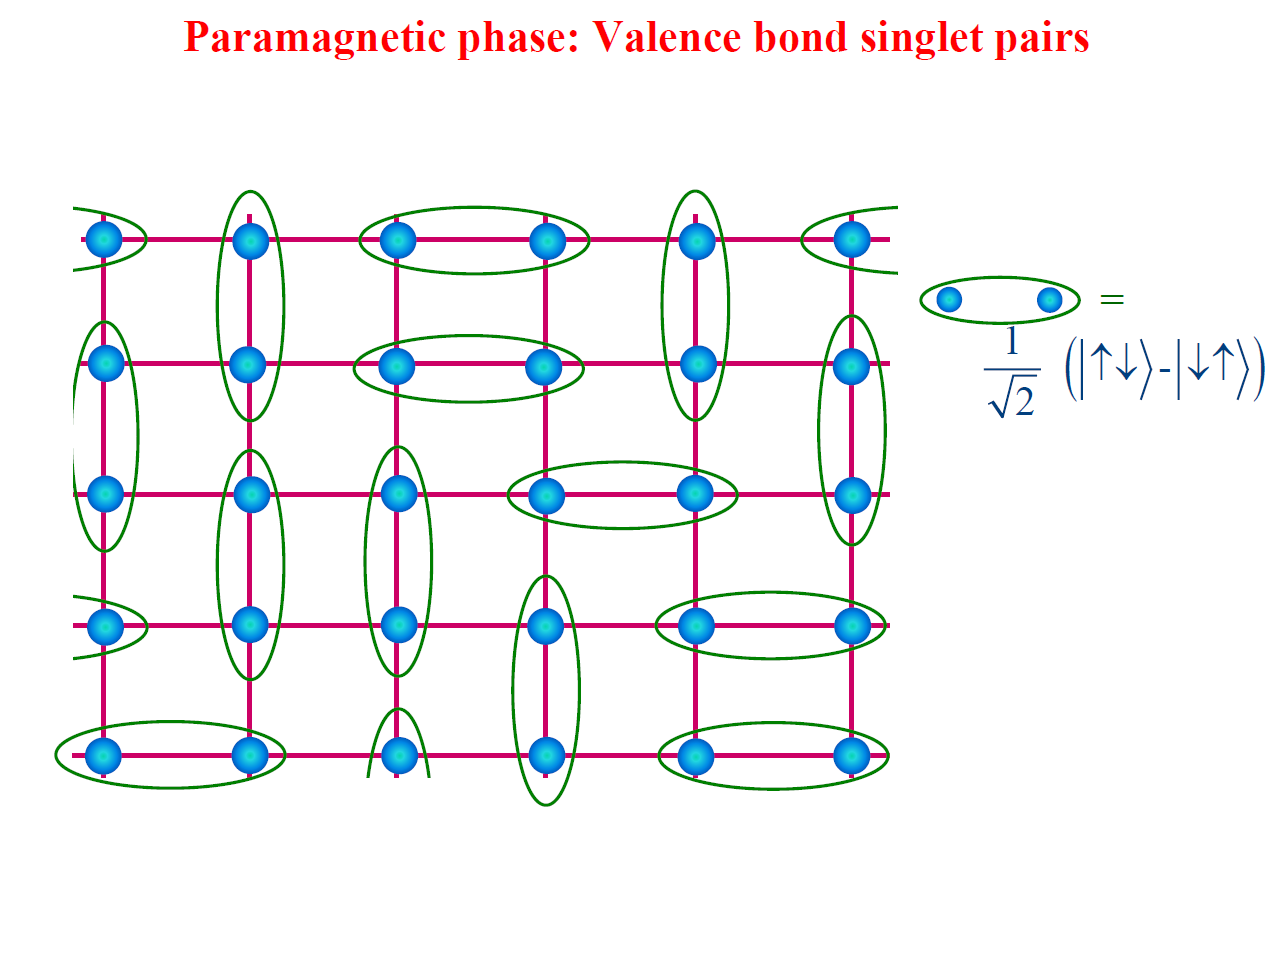 Paramagnetic phase: Valence bond singlet pairs
=
1/√2 (|↑↓⟩-|↓↑⟩)